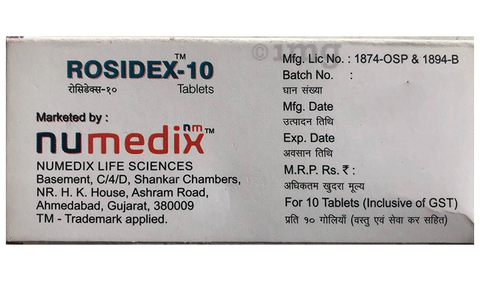 ROSIDEX-10™
रोसिडेक्स-१० Tablets
Marketed by :
numedix™
nm
NUMEDIX LIFE SCIENCES
Basement, C/4/D, Shankar Chambers,
NR. H. K. House, Ashram Road,
Ahmedabad, Gujarat, 380009
TM - Trademark applied.
©1mg
Mfg. Lic No. : 1874-OSP & 1894-B
Batch No. :
घान संख्या
Mfg. Date
उत्पादन तिथि
Exp. Date
अवसान तिथि
M.R.P. Rs. ₹ :
अधिकतम खुदरा मूल्य
For 10 Tablets (Inclusive of GST)
प्रति १० गोलियाँ (वस्तु एवं सेवा कर सहित)